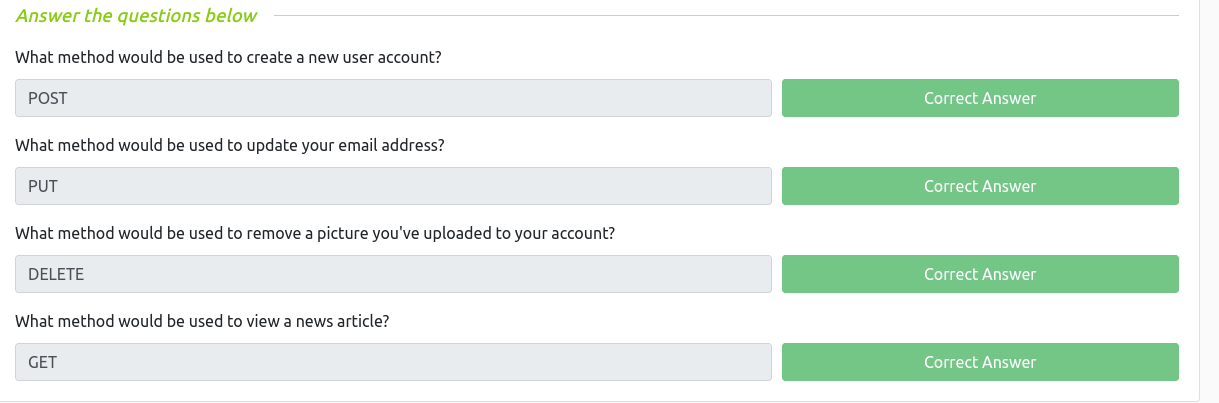 Answer the questions below
What method would be used to create a new user account?
POST
Correct Answer
What method would be used to update your email address?
PUT
Correct Answer
What method would be used to remove a picture you've uploaded to your account?
DELETE
Correct Answer
What method would be used to view a news article?
GET
Correct Answer